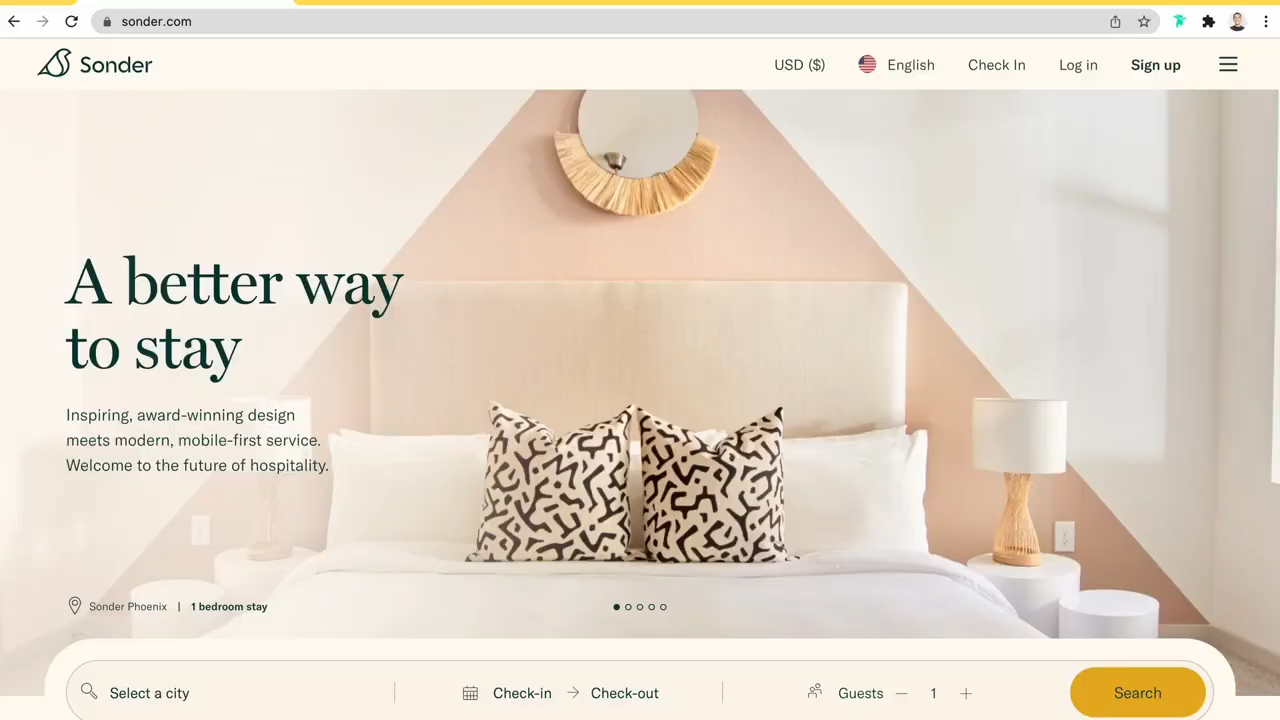 sonder.com
Sonder
USD ($) English Check In Log in Sign up
A better way
to stay
Inspiring, award-winning design
meets modern, mobile-first service.
Welcome to the future of hospitality.
Sonder Phoenix | 1 bedroom stay
Select a city Check-in → Check-out Guests — 1 + Search